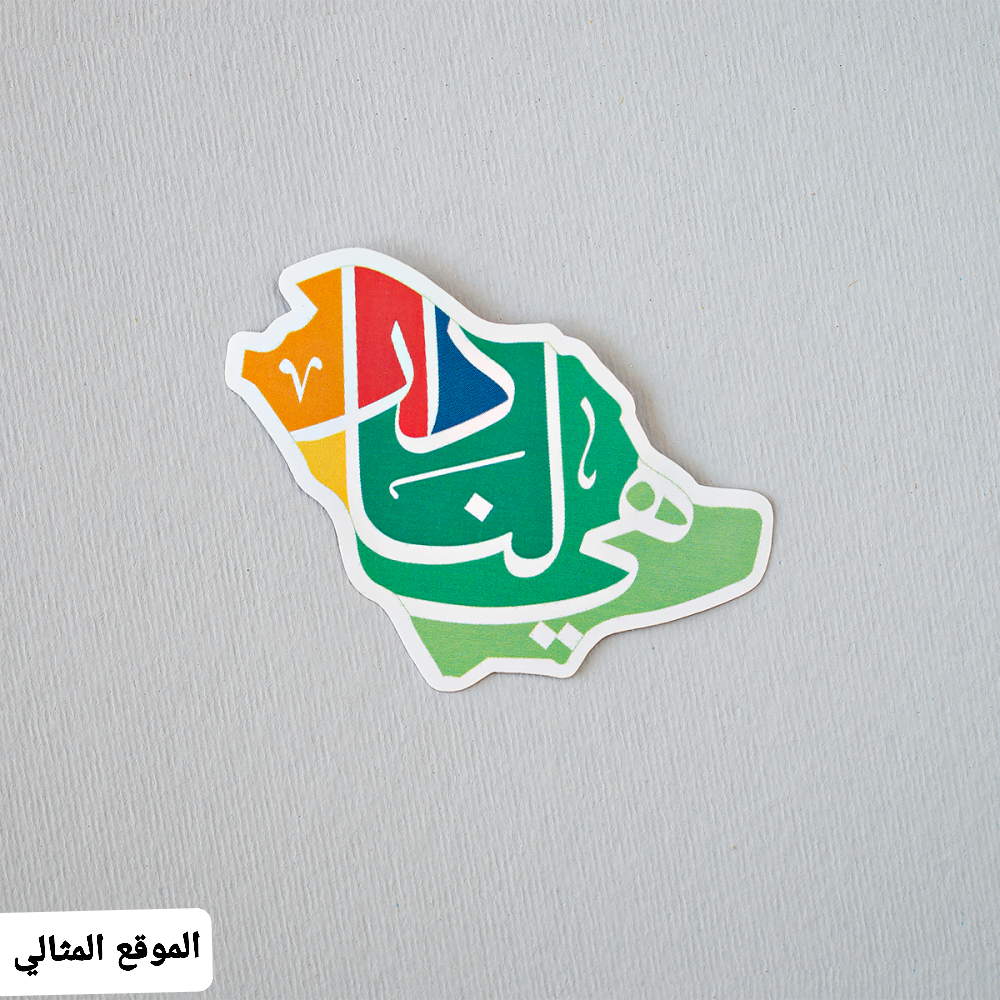 هي لنا دار
الموقع المثالي